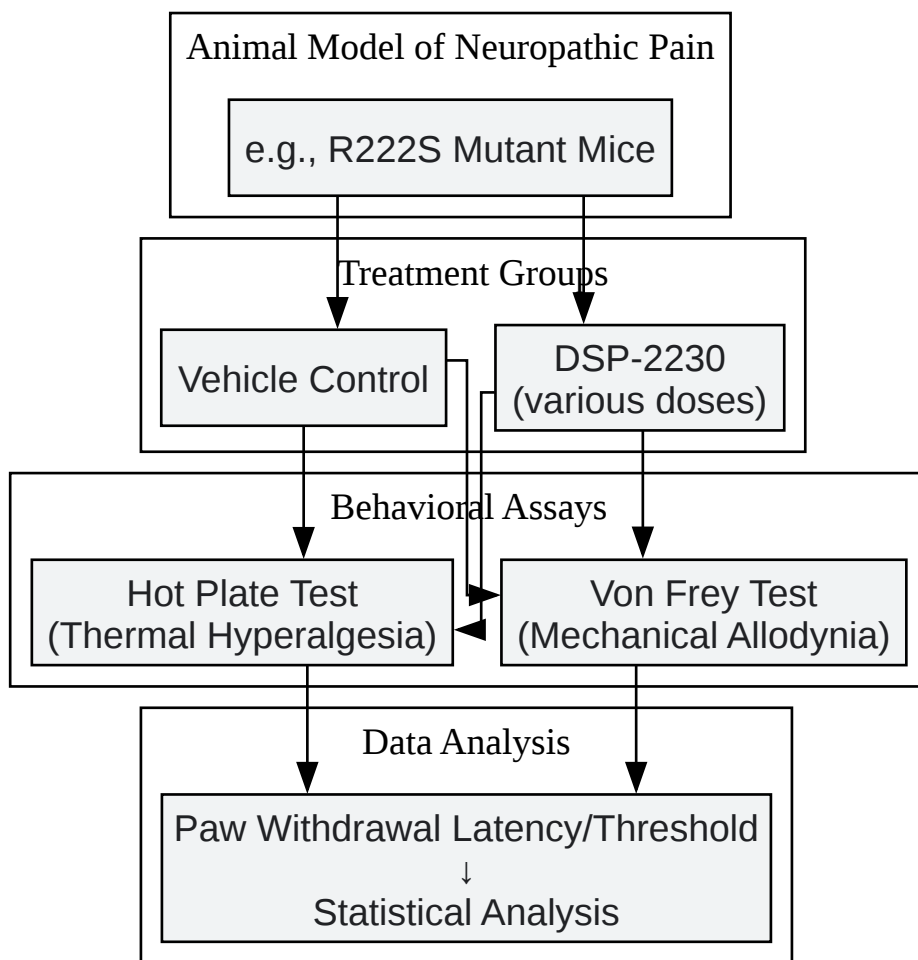 Animal Model of Neuropathic Pain
e.g., R222S Mutant Mice
Treatment Groups
Vehicle Control
DSP-2230
(various doses)
Behavioral Assays
Hot Plate Test
(Thermal Hyperalgesia)
Von Frey Test
(Mechanical Allodynia)
Data Analysis
Paw Withdrawal Latency/Threshold
↓
Statistical Analysis